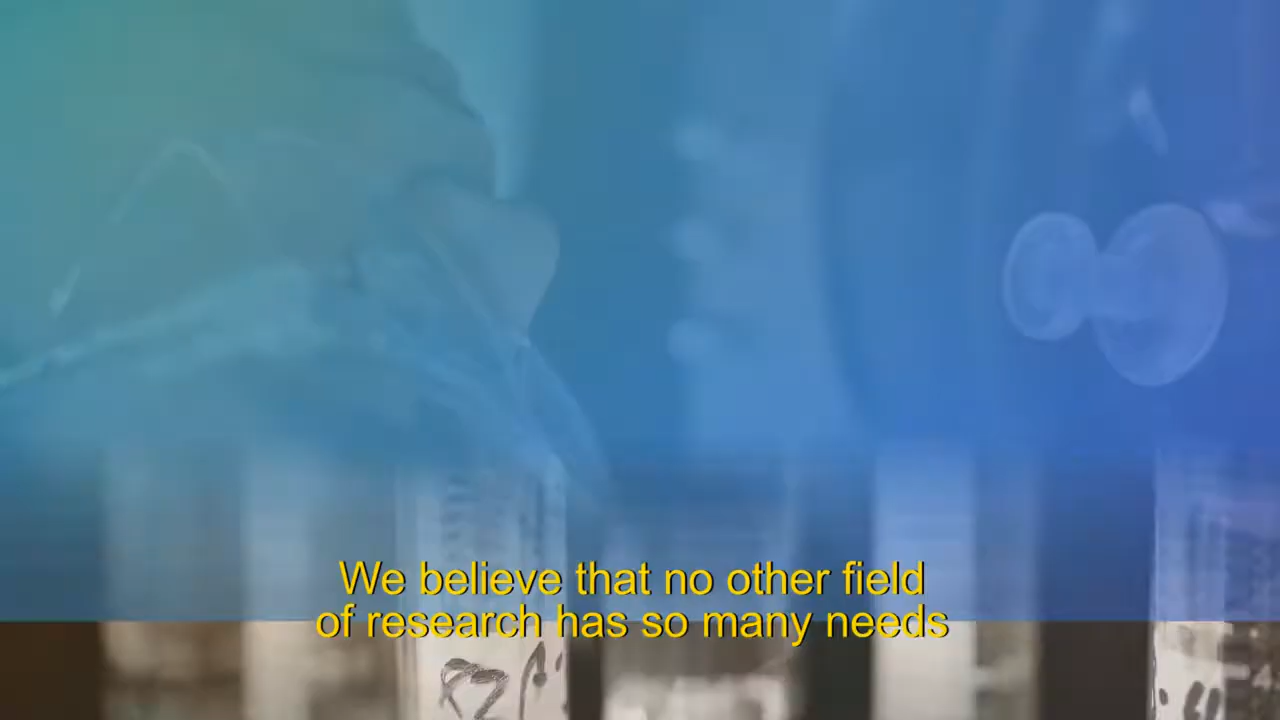 We believe that no other field
of research has so many needs